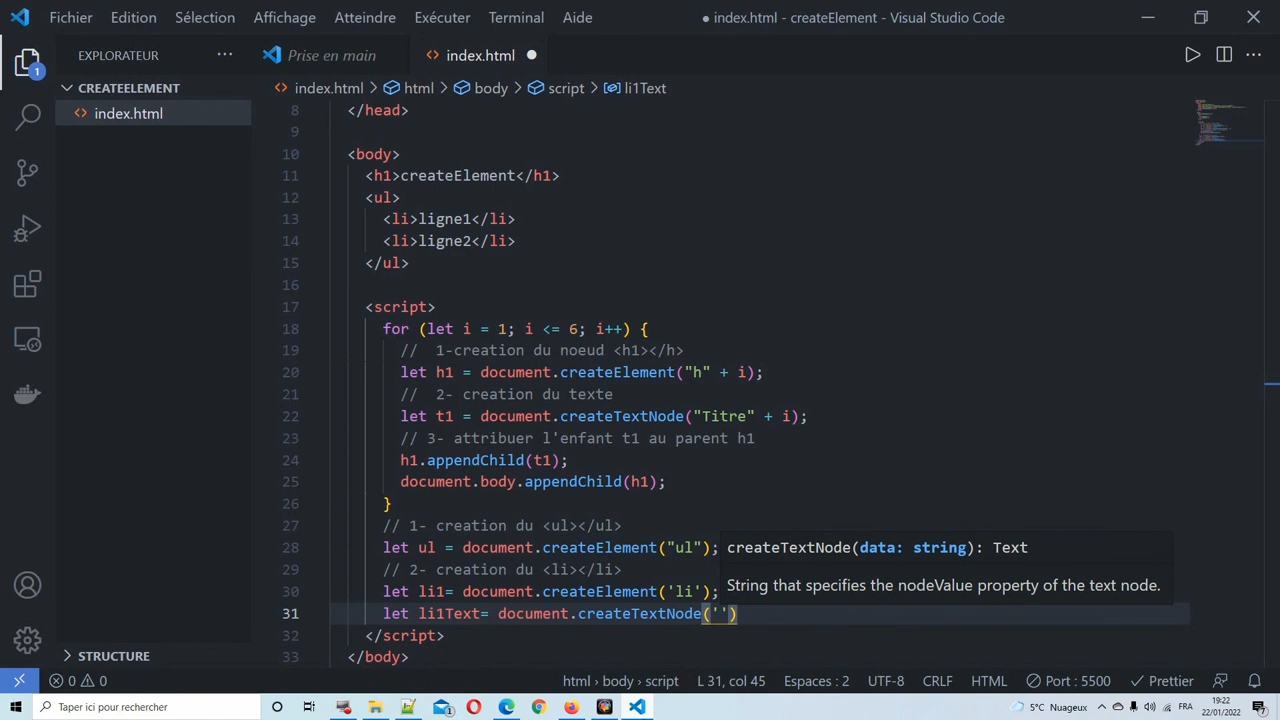 Fichier Edition Sélection Affichage Atteindre Exécuter Terminal Aide ● index.html - createElement - Visual Studio Code
EXPLORATEUR ··· Prise en main index.html
1
CREATEELEMENT
index.html > html > body > script > li1Text
index.html
8 </head>
9
10 <body>
11 <h1>createElement</h1>
12 <ul>
13 <li>ligne1</li>
14 <li>ligne2</li>
15 </ul>
16
17 <script>
18 for (let i = 1; i <= 6; i++) {
19 // 1-creation du noeud <h1></h>
20 let h1 = document.createElement("h" + i);
21 // 2- creation du texte
22 let t1 = document.createTextNode("Titre" + i);
23 // 3- attribuer l'enfant t1 au parent h1
24 h1.appendChild(t1);
25 document.body.appendChild(h1);
26 }
27 // 1- creation du <ul></ul>
28 let ul = document.createElement("ul");
createTextNode(data: string): Text
29 // 2- creation du <li></li>
String that specifies the nodeValue property of the text node.
30 let li1= document.createElement('li');
31 let li1Text= document.createTextNode('')
32 </script>
33 </body>
STRUCTURE
0 0 html > body > script L 31, col 45 Espaces : 2 UTF-8 CRLF HTML Port : 5500 Prettier
Taper ici pour rechercher 1 5°C Nuageux FRA 19:22
22/01/2022 7